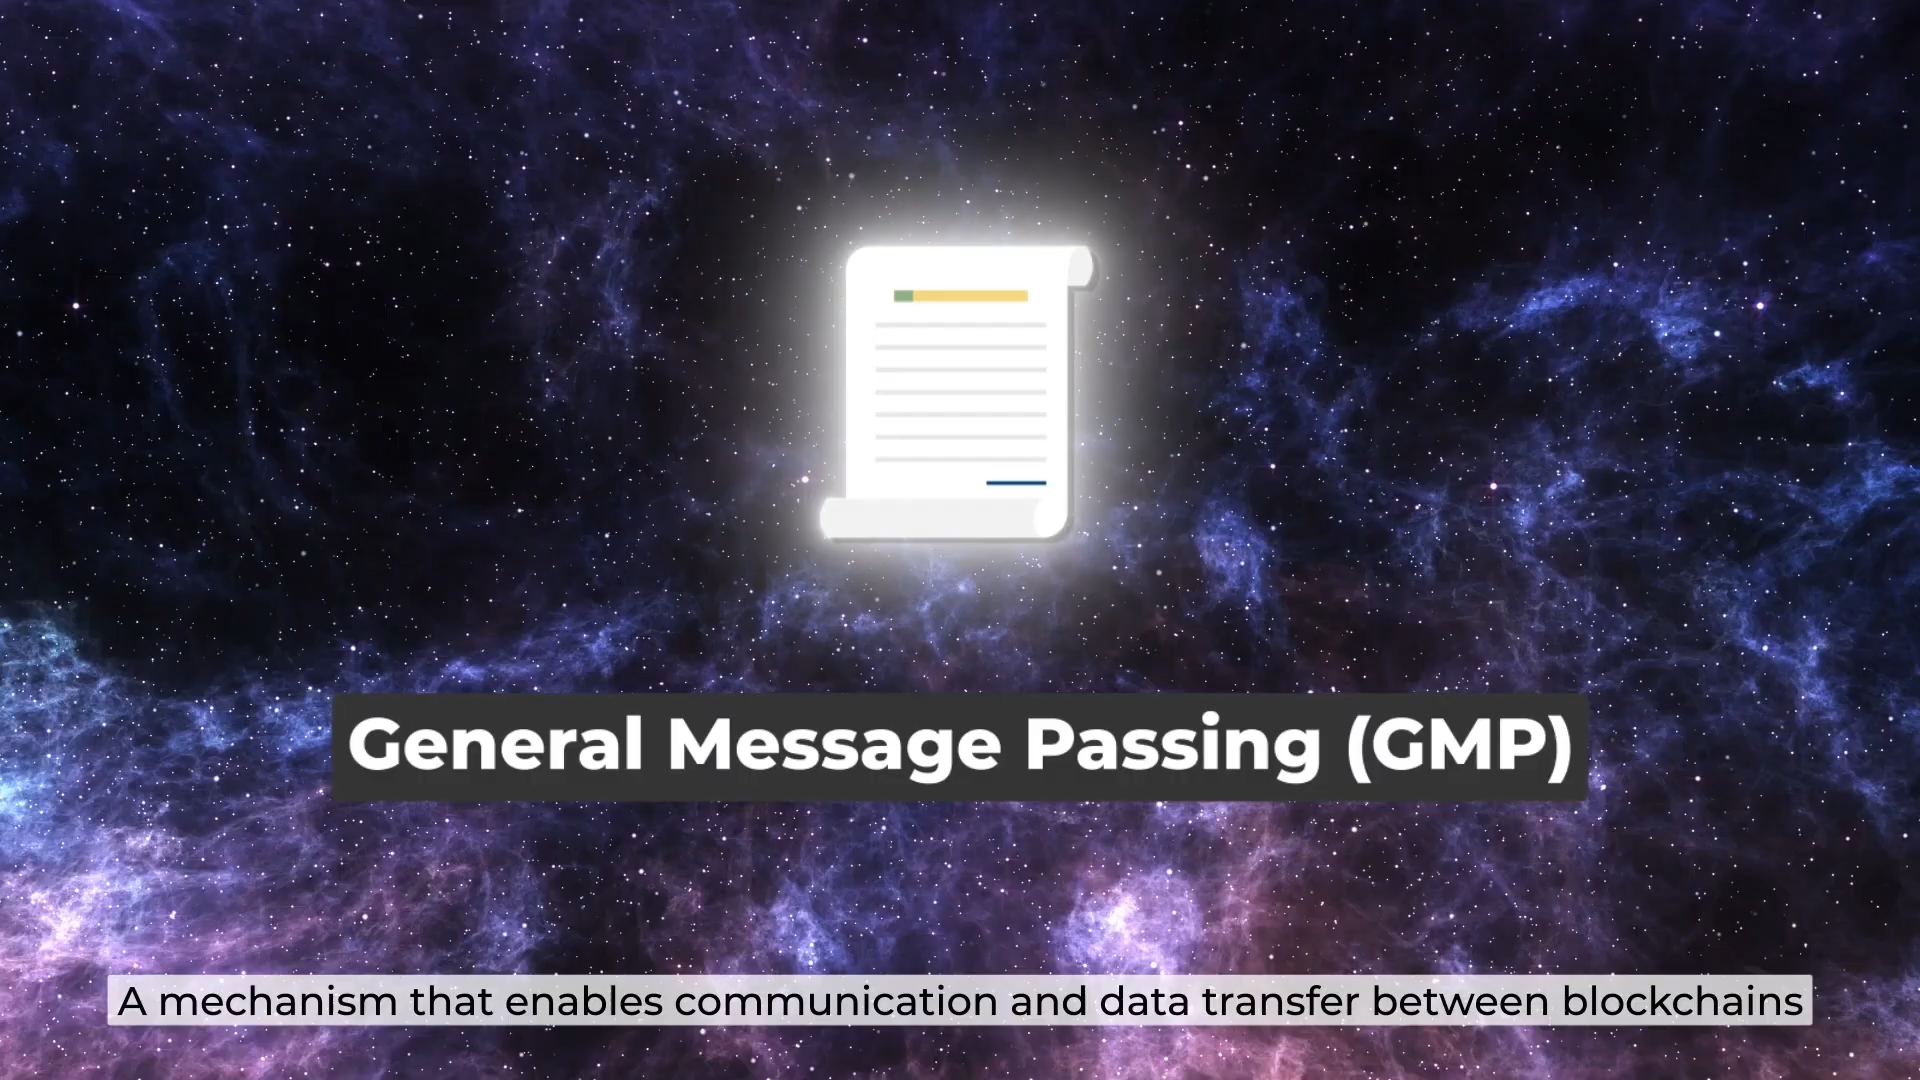 General Message Passing (GMP)
A mechanism that enables communication and data transfer between blockchains